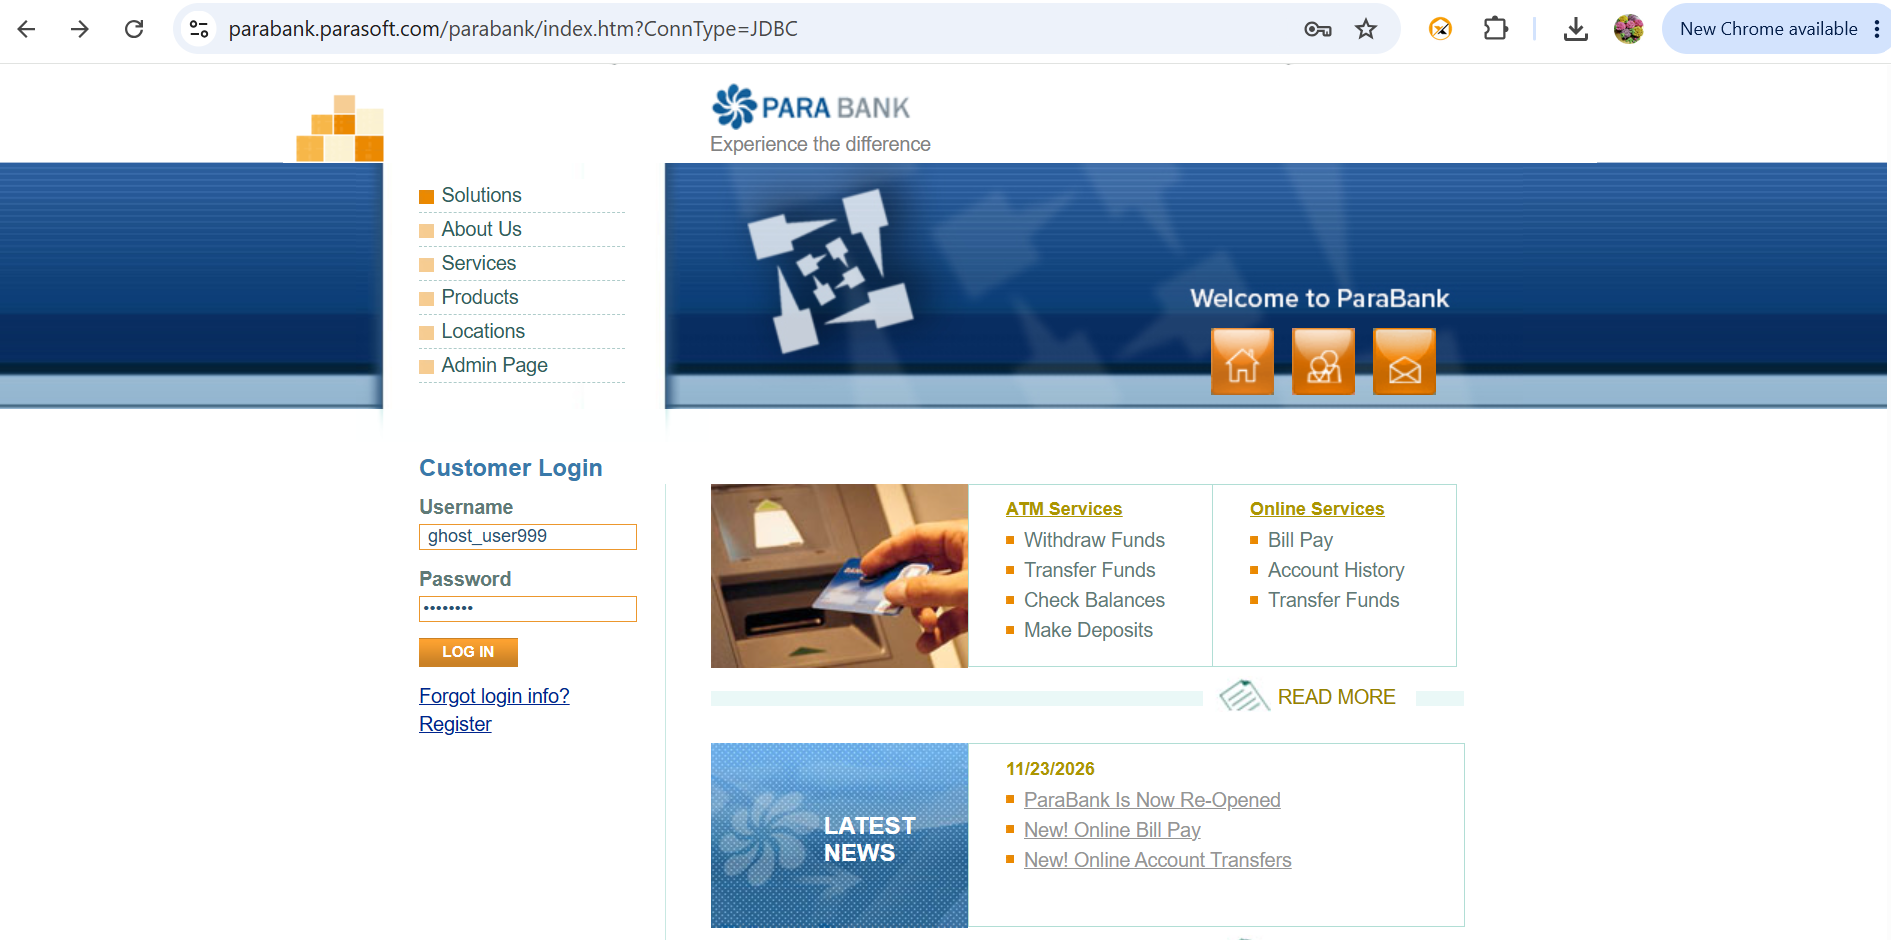 parabank.parasoft.com/parabank/index.htm?ConnType=JDBC
New Chrome available
PARA BANK
Experience the difference
Solutions
About Us
Services
Products
Locations
Admin Page
Welcome to ParaBank
Customer Login
Username
ghost_user999
Password
••••••••
LOG IN
Forgot login info?
Register
ATM Services
Withdraw Funds
Transfer Funds
Check Balances
Make Deposits
Online Services
Bill Pay
Account History
Transfer Funds
READ MORE
LATEST
NEWS
11/23/2026
ParaBank Is Now Re-Opened
New! Online Bill Pay
New! Online Account Transfers